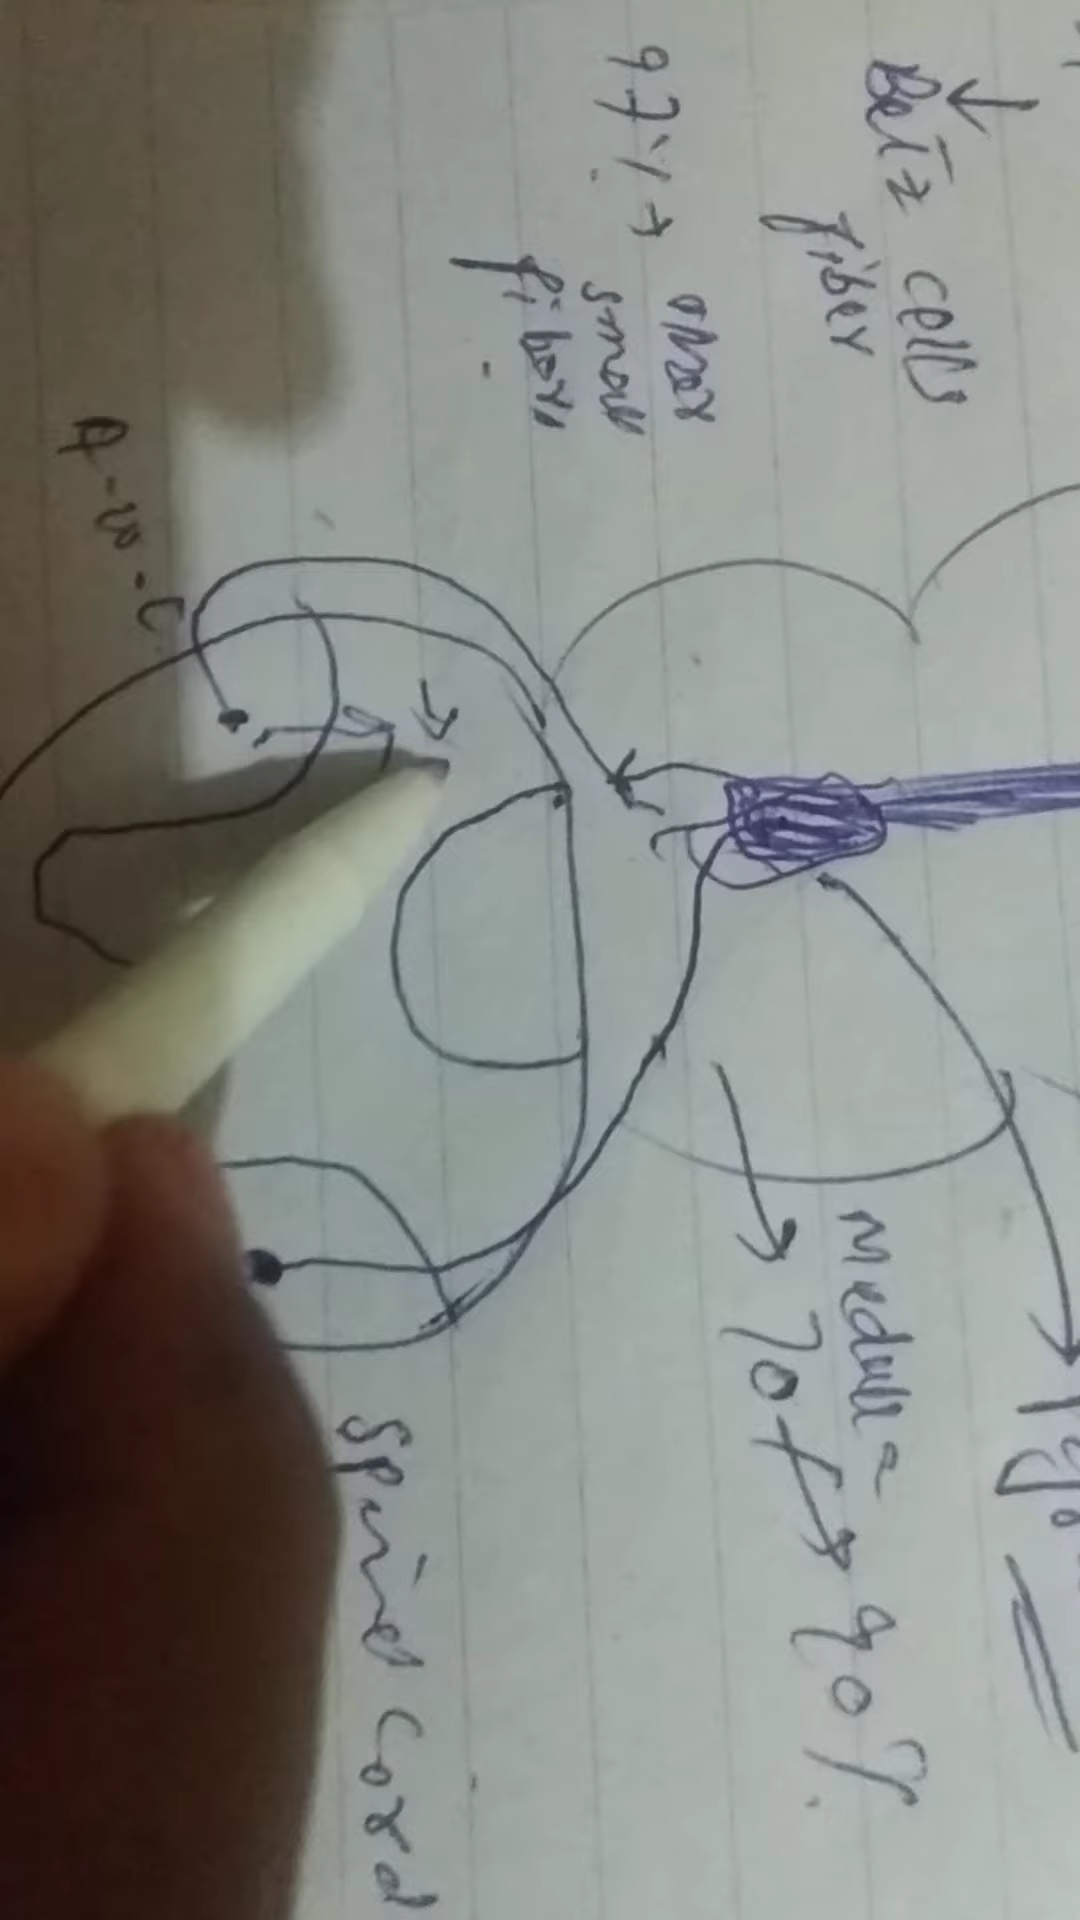 Betz cells
fiber
97% → other
small
fibers
Medulla
70 → 90%
Spinal Cord